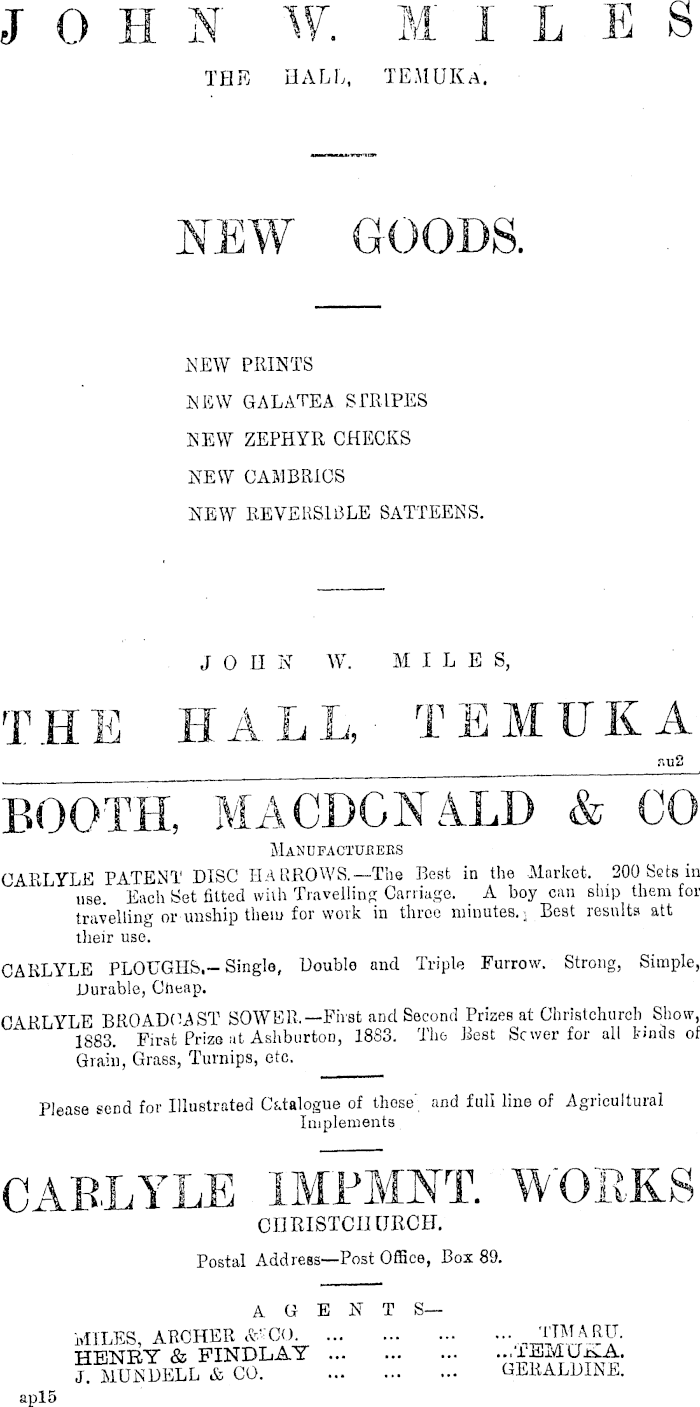 JOHN W. MILES
THE HALL, TEMUKA.
NEW GOODS.
NEW PRINTS
NEW GALATEA STRIPES
NEW ZEPHYR CHECKS
NEW CAMBRICS
NEW REVERSIBLE SATTEENS.
JOHN W. MILES,
THE HALL, TEMUKA
au2
BOOTH, MACDONALD & CO
MANUFACTURERS
CARLYLE PATENT DISC HARROWS.—The Best in the Market. 200 Sets in
use. Each Set fitted with Travelling Carriage. A boy can ship them for
travelling or unship them for work in three minutes. Best results att
their use.
CARLYLE PLOUGHS.—Single, Double and Triple Furrow. Strong, Simple,
Durable, Cheap.
CARLYLE BROADCAST SOWER.—First and Second Prizes at Christchurch Show,
1883. First Prize at Ashburton, 1883. The Best Sower for all kinds of
Grain, Grass, Turnips, etc.
Please send for Illustrated Catalogue of these and full line of Agricultural
Implements
CARLYLE IMPMNT. WORKS
CHRISTCHURCH.
Postal Address—Post Office, Box 89.
AGENTS—
MILES, ARCHER & CO. ... ... ... ... TIMARU.
HENRY & FINDLAY ... ... ... ... TEMUKA.
J. MUNDELL & CO. ... ... ... GERALDINE.
ap15